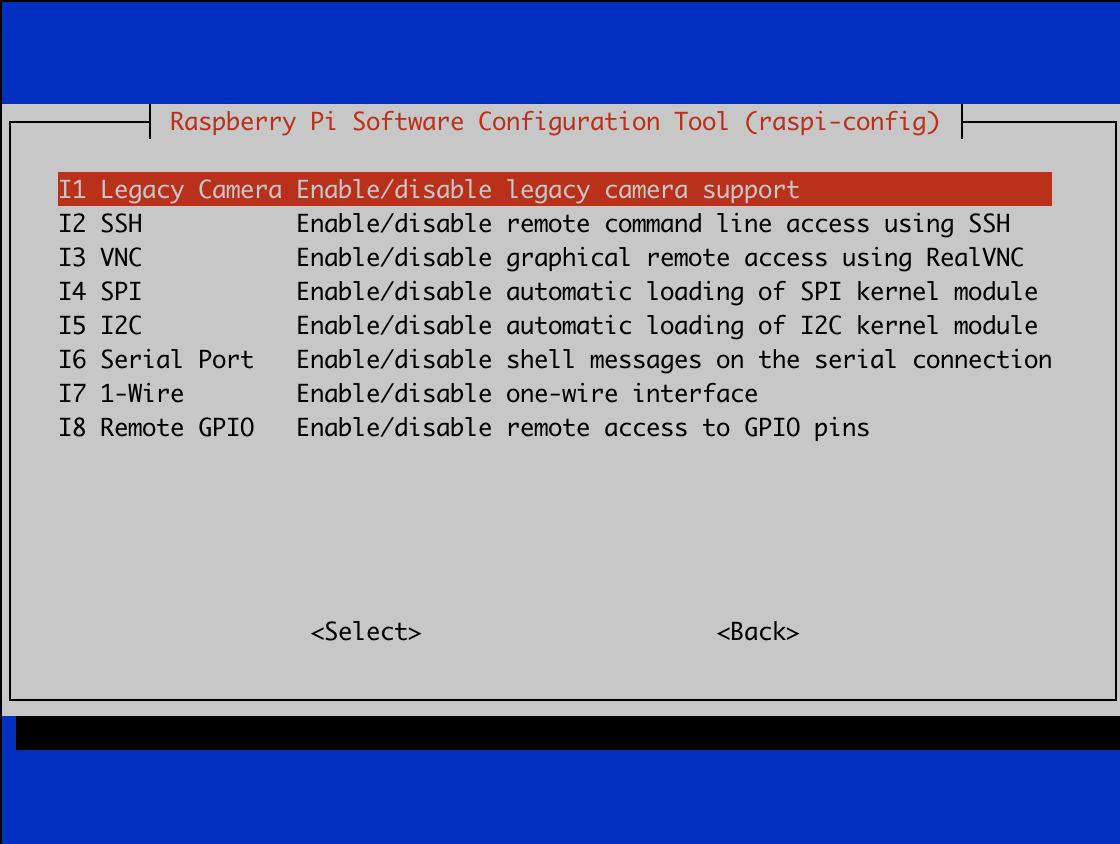 Raspberry Pi Software Configuration Tool (raspi-config)
I1 Legacy Camera Enable/disable legacy camera support
I2 SSH Enable/disable remote command line access using SSH
I3 VNC Enable/disable graphical remote access using RealVNC
I4 SPI Enable/disable automatic loading of SPI kernel module
I5 I2C Enable/disable automatic loading of I2C kernel module
I6 Serial Port Enable/disable shell messages on the serial connection
I7 1-Wire Enable/disable one-wire interface
I8 Remote GPIO Enable/disable remote access to GPIO pins
<Select> <Back>